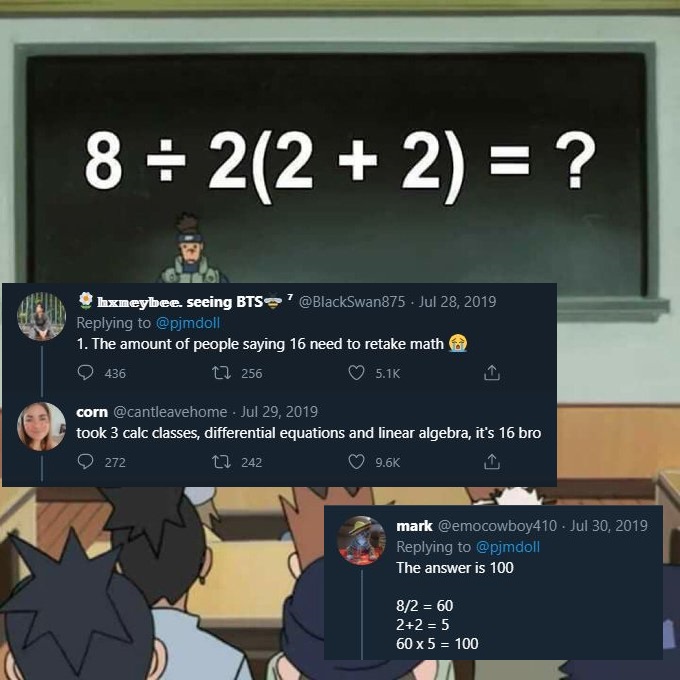 8 ÷ 2(2 + 2) = ?
𝖍𝖝𝖓𝖊𝖞𝖇𝖊𝖊. seeing BTS ⁷ @BlackSwan875 · Jul 28, 2019
Replying to @pjmdoll
1. The amount of people saying 16 need to retake math 😭
436 256 5.1K
corn @cantleavehome · Jul 29, 2019
took 3 calc classes, differential equations and linear algebra, it's 16 bro
272 242 9.6K
mark @emocowboy410 · Jul 30, 2019
Replying to @pjmdoll
The answer is 100
8/2 = 60
2+2 = 5
60 x 5 = 100